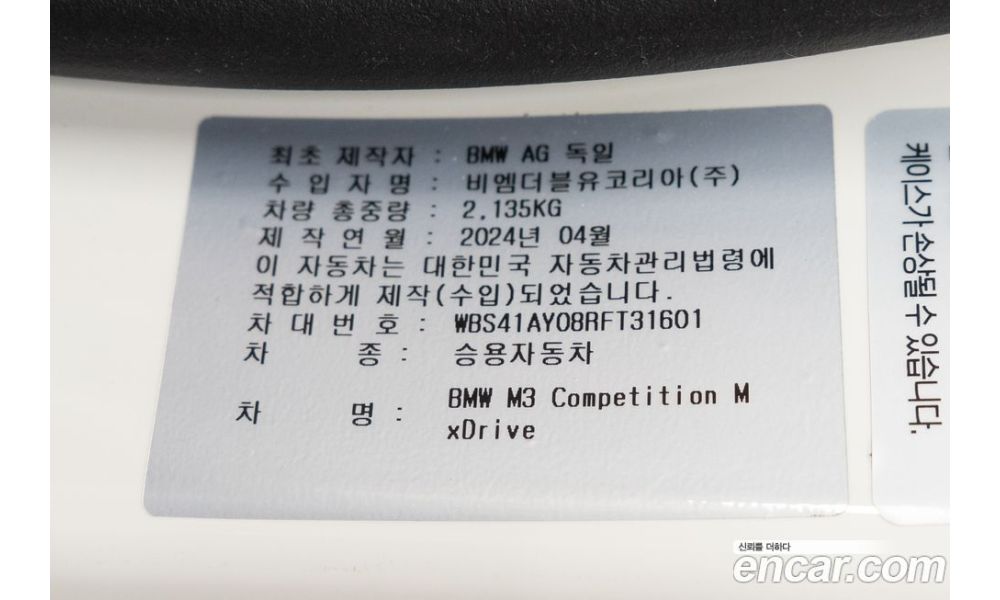 최초 제작자 : BMW AG 독일
수 입 자 명 : 비엠더블유코리아(주)
차량 총중량 : 2,135KG
제 작 연 월 : 2024년 04월
이 자동차는 대한민국 자동차관리법령에
적합하게 제작(수입)되었습니다.
차 대 번 호 : WBS41AY08RFT31601
차 종 : 승용자동차
차 명 : BMW M3 Competition M
xDrive
케이스가 손상될 수 있습니다.
신뢰를 더하다
encar.com